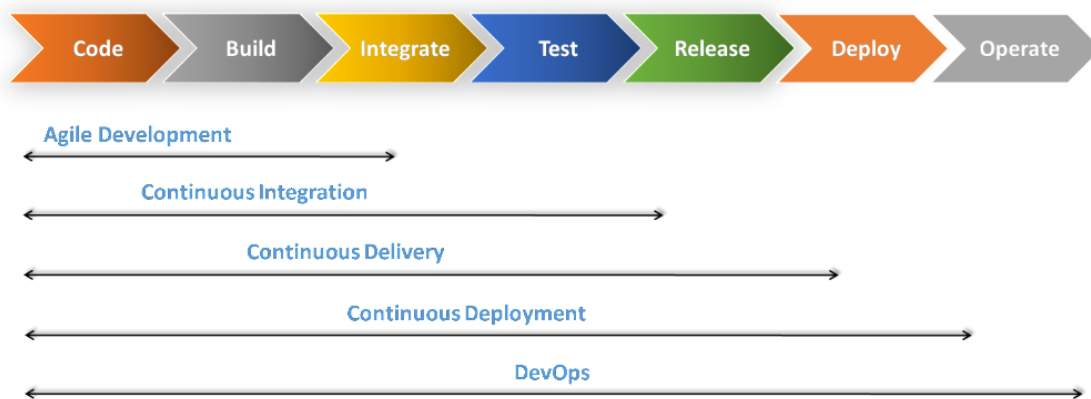 Code Build Integrate Test Release Deploy Operate
Agile Development
Continuous Integration
Continuous Delivery
Continuous Deployment
DevOps